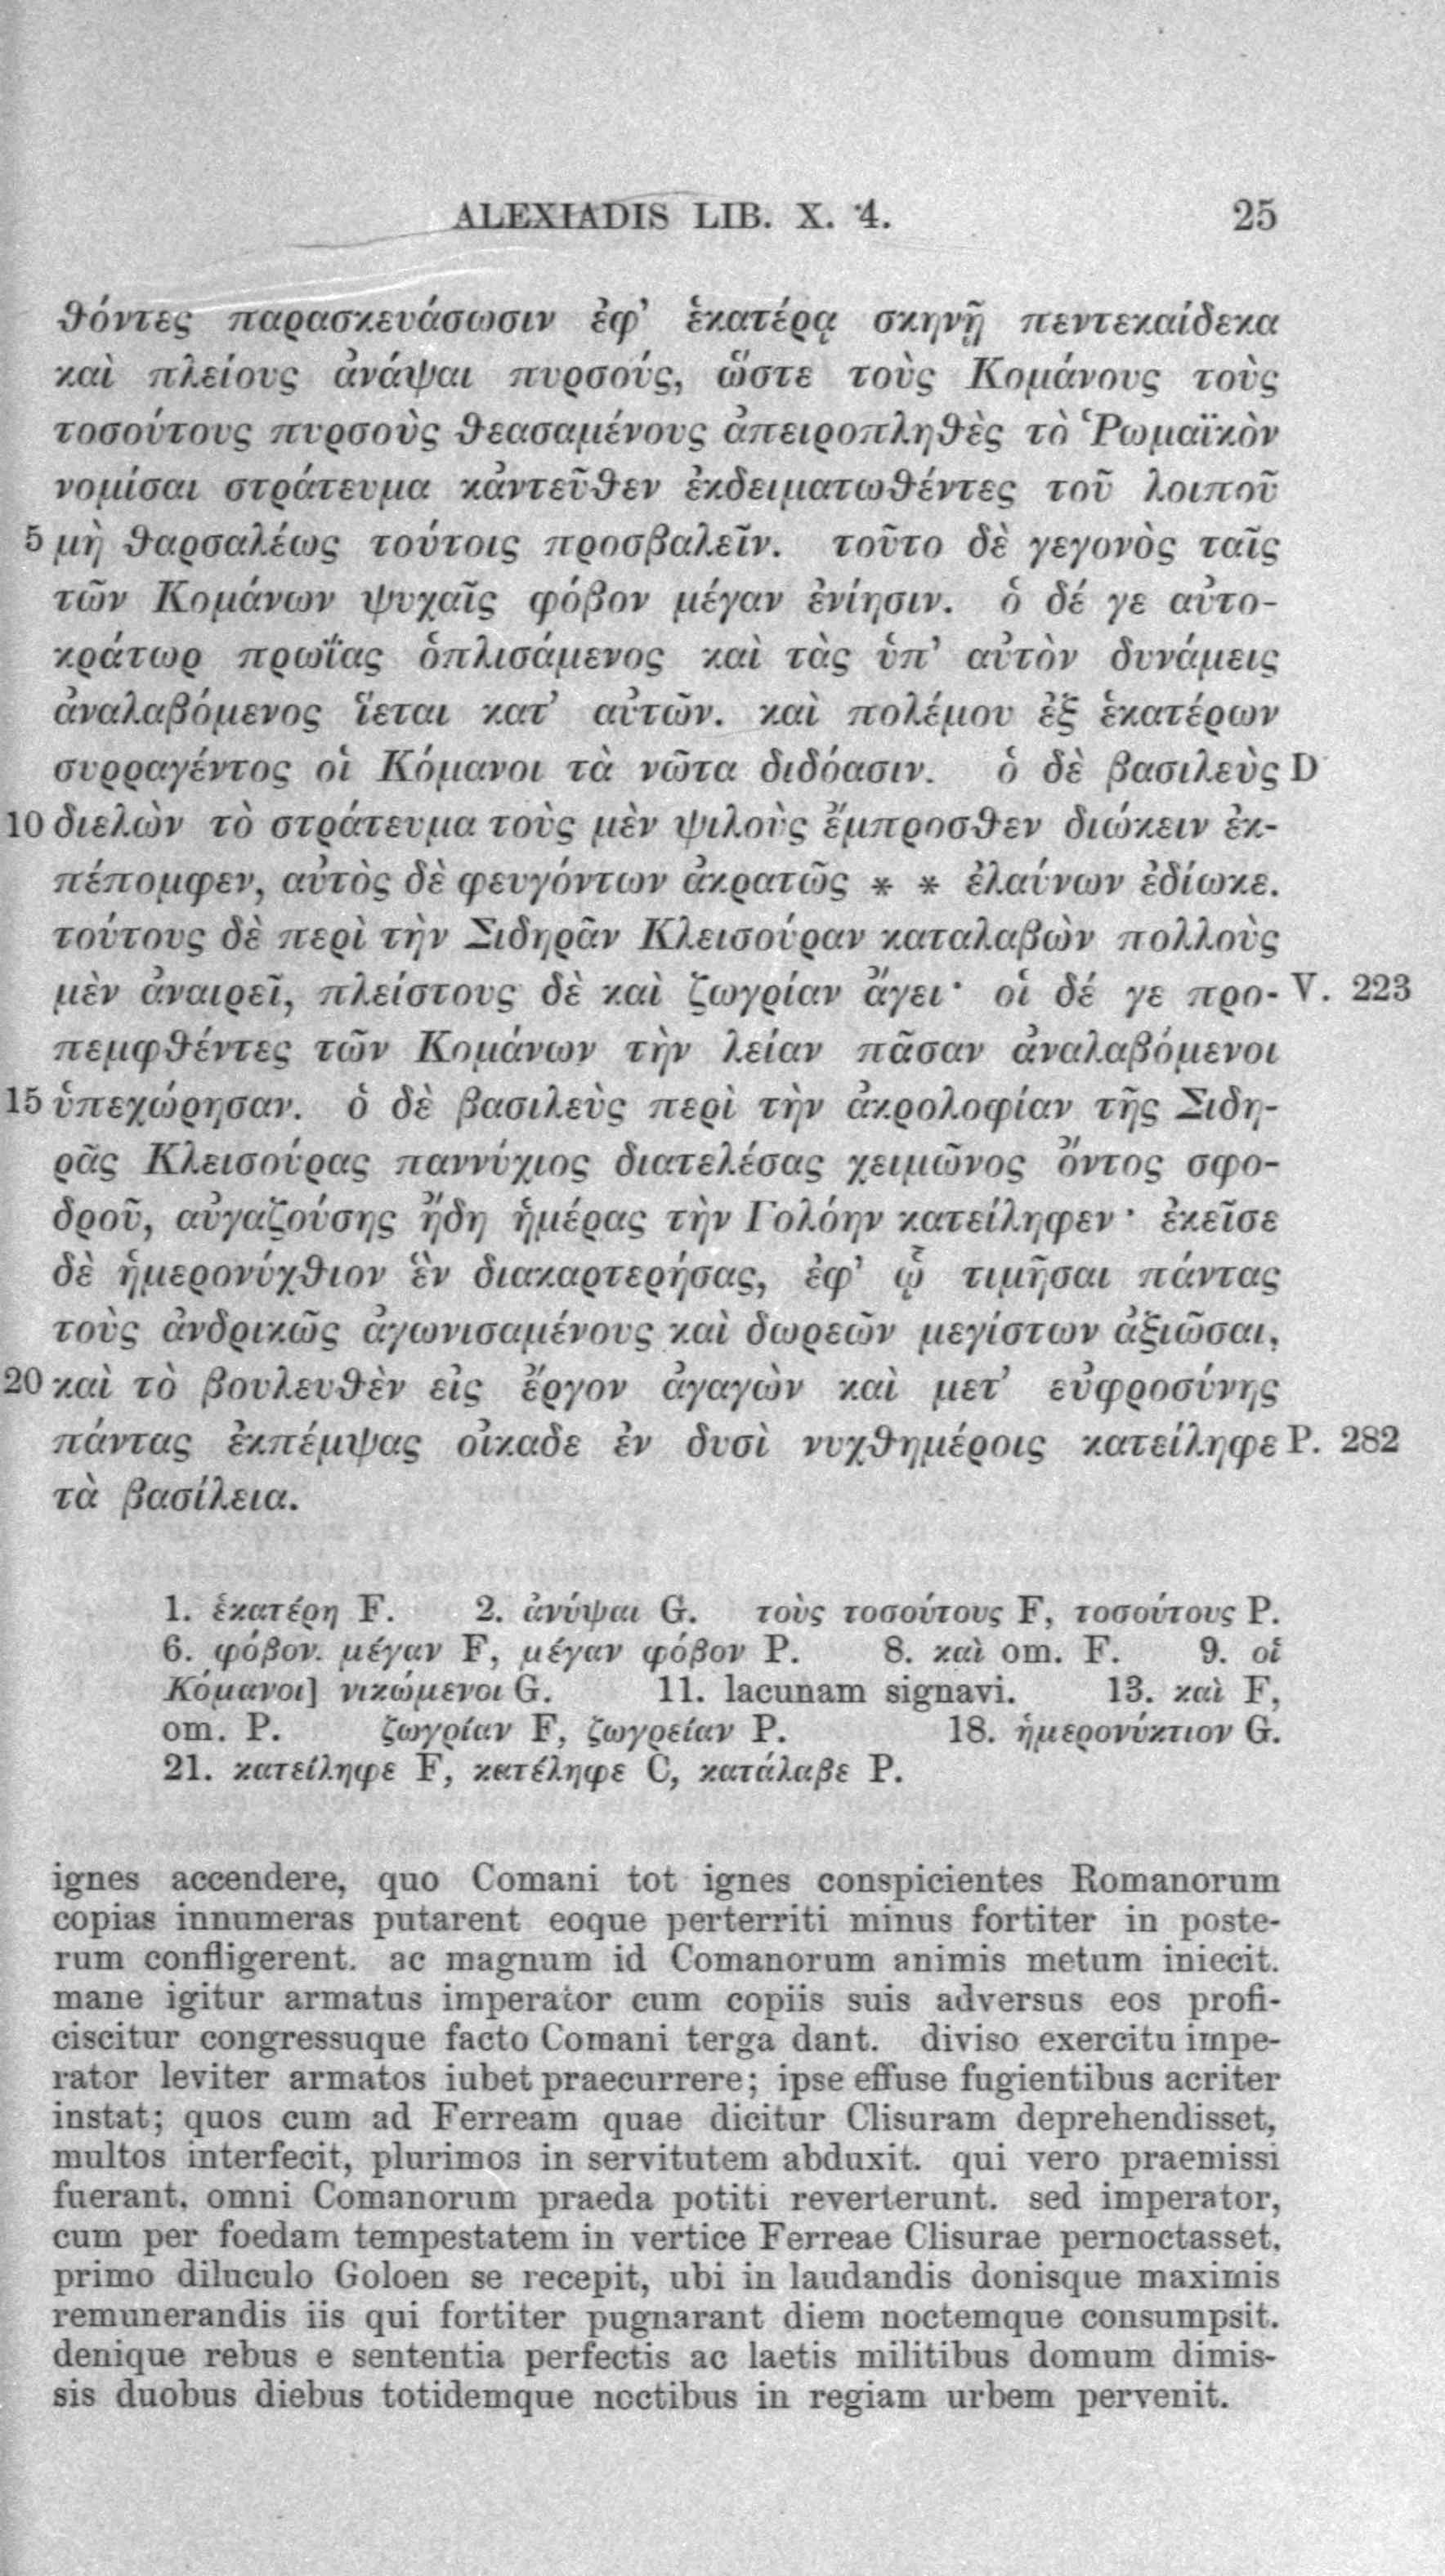 ALEXIADIS LIB. X. 4. 25
θόντες παρασκευάσωσιν ἐφ' ἑκατέρᾳ σκηνῇ πεντεκαίδεκα
καὶ πλείους ἀνάψαι πυρσούς, ὥστε τοὺς Κομάνους τοὺς
τοσούτους πυρσοὺς θεασαμένους ἀπειροπληθὲς τὸ Ῥωμαϊκὸν
νομίσαι στράτευμα κἀντεῦθεν ἐκδειματωθέντες τοῦ λοιποῦ
5 μὴ θαρσαλέως τούτοις προσβαλεῖν. τοῦτο δὲ γεγονὸς ταῖς
τῶν Κομάνων ψυχαῖς φόβον μέγαν ἐνίησιν. ὁ δέ γε αὐτο-
κράτωρ πρωΐας ὁπλισάμενος καὶ τὰς ὑπ' αὐτὸν δυνάμεις
ἀναλαβόμενος ἵεται κατ' αὐτῶν. καὶ πολέμου ἐξ ἑκατέρων
συρραγέντος οἱ Κόμανοι τὰ νῶτα διδόασιν. ὁ δὲ βασιλεὺς D
10 διελὼν τὸ στράτευμα τοὺς μὲν ψιλοὺς ἔμπροσθεν διώκειν ἐκ-
πέπομφεν, αὐτὸς δὲ φευγόντων ἀκρατῶς * * ἐλαύνων ἐδίωκε.
τούτους δὲ περὶ τὴν Σιδηρᾶν Κλεισούραν καταλαβὼν πολλοὺς
μὲν ἀναιρεῖ, πλείστους δὲ καὶ ζωγρίαν ἄγει· οἱ δέ γε προ- V. 223
πεμφθέντες τῶν Κομάνων τὴν λείαν πᾶσαν ἀναλαβόμενοι
15 ὑπεχώρησαν. ὁ δὲ βασιλεὺς περὶ τὴν ἀκρολοφίαν τῆς Σιδη-
ρᾶς Κλεισούρας παννύχιος διατελέσας χειμῶνος ὄντος σφο-
δροῦ, αὐγαζούσης ἤδη ἡμέρας τὴν Γολόην κατείληφεν· ἐκεῖσε
δὲ ἡμερονύχθιον ἓν διακαρτερήσας, ἐφ' ᾧ τιμῆσαι πάντας
τοὺς ἀνδρικῶς ἀγωνισαμένους καὶ δωρεῶν μεγίστων ἀξιῶσαι,
20 καὶ τὸ βουλευθὲν εἰς ἔργον ἀγαγὼν καὶ μετ' εὐφροσύνης
πάντας ἐκπέμψας οἴκαδε ἐν δυσὶ νυχθημέροις κατείληφε P. 282
τὰ βασίλεια.
1. ἑκατέρη F. 2. ἀνύψαι G. τοὺς τοσούτους F, τοσούτους P.
6. φόβον. μέγαν F, μέγαν φόβον P. 8. καὶ om. F. 9. οἱ
Κόμανοι] νικώμενοι G. 11. lacunam signavi. 13. καὶ F,
om. P. ζωγρίαν F, ζωγρείαν P. 18. ἡμερονύκτιον G.
21. κατείληφε F, κατέληφε C, κατάλαβε P.
ignes accendere, quo Comani tot ignes conspicientes Romanorum
copias innumeras putarent eoque perterriti minus fortiter in poste-
rum confligerent. ac magnum id Comanorum animis metum iniecit.
mane igitur armatus imperator cum copiis suis adversus eos profi-
ciscitur congressuque facto Comani terga dant. diviso exercitu impe-
rator leviter armatos iubet praecurrere; ipse effuse fugientibus acriter
instat; quos cum ad Ferream quae dicitur Clisuram deprehendisset,
multos interfecit, plurimos in servitutem abduxit. qui vero praemissi
fuerant. omni Comanorum praeda potiti reverterunt. sed imperator,
cum per foedam tempestatem in vertice Ferreae Clisurae pernoctasset,
primo diluculo Goloen se recepit, ubi in laudandis donisque maximis
remunerandis iis qui fortiter pugnarant diem noctemque consumpsit.
denique rebus e sententia perfectis ac laetis militibus domum dimis-
sis duobus diebus totidemque noctibus in regiam urbem pervenit.